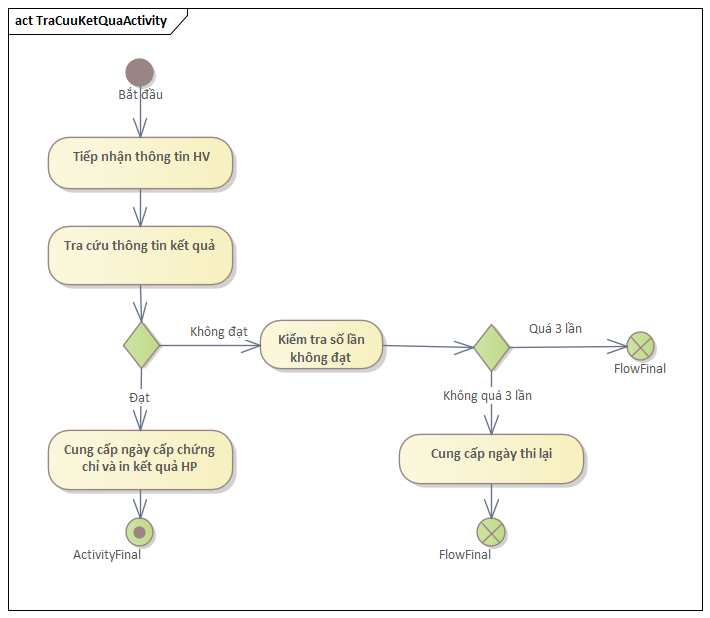 act TraCuuKetQuaActivity
Bắt đầu
Tiếp nhận thông tin HV
Tra cứu thông tin kết quả
Không đạt
Kiểm tra số lần
không đạt
Quá 3 lần
FlowFinal
Đạt
Không quá 3 lần
Cung cấp ngày cấp chứng
chỉ và in kết quả HP
Cung cấp ngày thi lại
ActivityFinal
FlowFinal